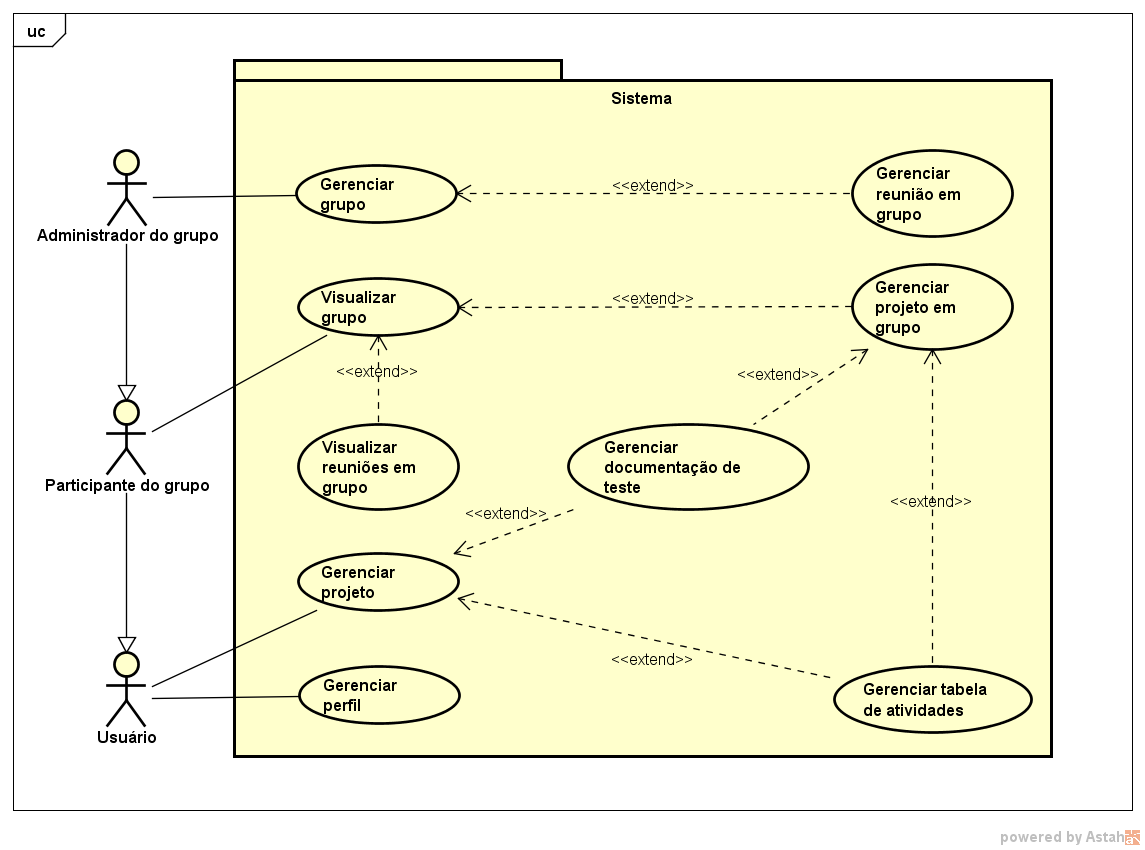 uc
Sistema
Gerenciar
grupo
<<extend>>
Gerenciar
reunião em
grupo
Administrador do grupo
Visualizar
grupo
<<extend>>
Gerenciar
projeto em
grupo
<<extend>>
<<extend>>
Participante do grupo
Visualizar
reuniões em
grupo
Gerenciar
documentação de
teste
<<extend>>
<<extend>>
Gerenciar
projeto
<<extend>>
Gerenciar
perfil
Gerenciar tabela
de atividades
Usuário
powered by Astah